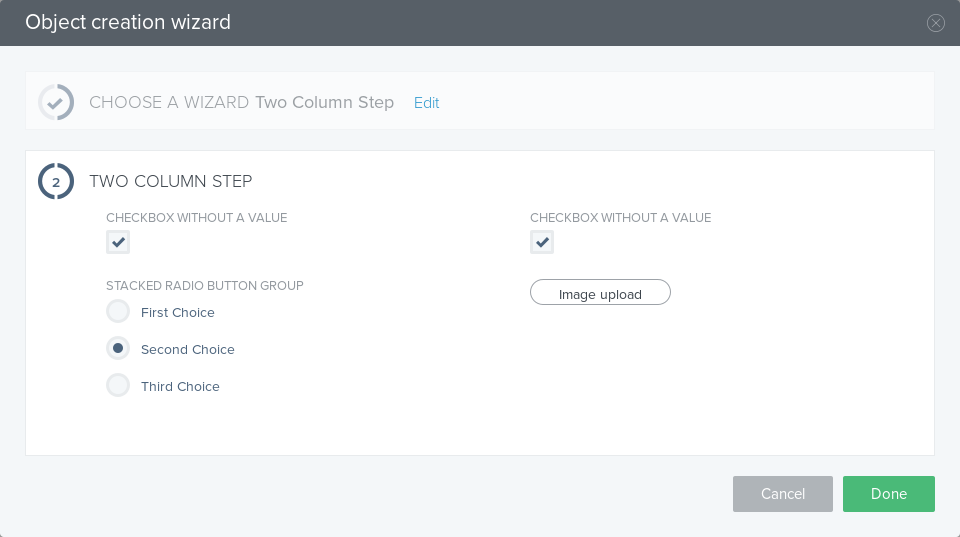 Object creation wizard
CHOOSE A WIZARD Two Column Step Edit
2 TWO COLUMN STEP
CHECKBOX WITHOUT A VALUE
CHECKBOX WITHOUT A VALUE
STACKED RADIO BUTTON GROUP
First Choice
Second Choice
Third Choice
Image upload
Cancel
Done